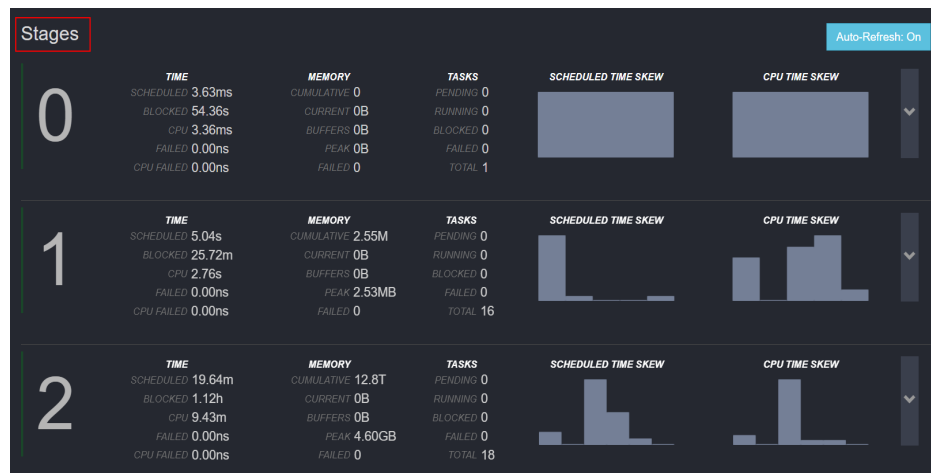 Stages
Auto-Refresh: On
0
TIME MEMORY TASKS SCHEDULED TIME SKEW CPU TIME SKEW
SCHEDULED 3.63ms CUMULATIVE 0 PENDING 0
BLOCKED 54.36s CURRENT 0B RUNNING 0
CPU 3.36ms BUFFERS 0B BLOCKED 0
FAILED 0.00ns PEAK 0B FAILED 0
CPU FAILED 0.00ns FAILED 0 TOTAL 1
1
TIME MEMORY TASKS SCHEDULED TIME SKEW CPU TIME SKEW
SCHEDULED 5.04s CUMULATIVE 2.55M PENDING 0
BLOCKED 25.72m CURRENT 0B RUNNING 0
CPU 2.76s BUFFERS 0B BLOCKED 0
FAILED 0.00ns PEAK 2.53MB FAILED 0
CPU FAILED 0.00ns FAILED 0 TOTAL 16
2
TIME MEMORY TASKS SCHEDULED TIME SKEW CPU TIME SKEW
SCHEDULED 19.64m CUMULATIVE 12.8T PENDING 0
BLOCKED 1.12h CURRENT 0B RUNNING 0
CPU 9.43m BUFFERS 0B BLOCKED 0
FAILED 0.00ns PEAK 4.60GB FAILED 0
CPU FAILED 0.00ns FAILED 0 TOTAL 18